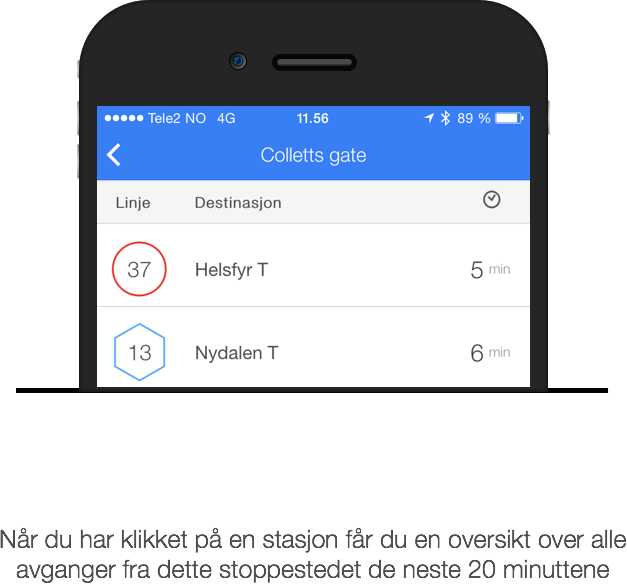 Tele2 NO 4G 11.56 89 %
Colletts gate
Linje Destinasjon
37 Helsfyr T 5 min
13 Nydalen T 6 min
Når du har klikket på en stasjon får du en oversikt over alle
avganger fra dette stoppestedet de neste 20 minuttene